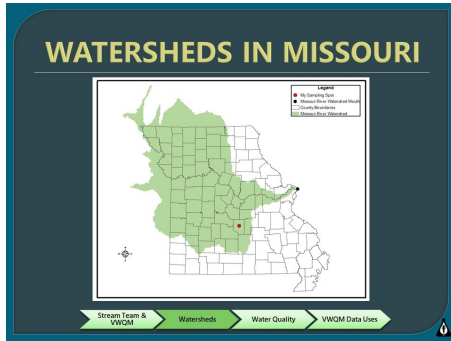 WATERSHEDS IN MISSOURI
Legend
My Sampling Spot
Missouri River Watershed Mouth
County Boundaries
Missouri River Watershed
Stream Team &
VWQM
Watersheds
Water Quality
VWQM Data Uses